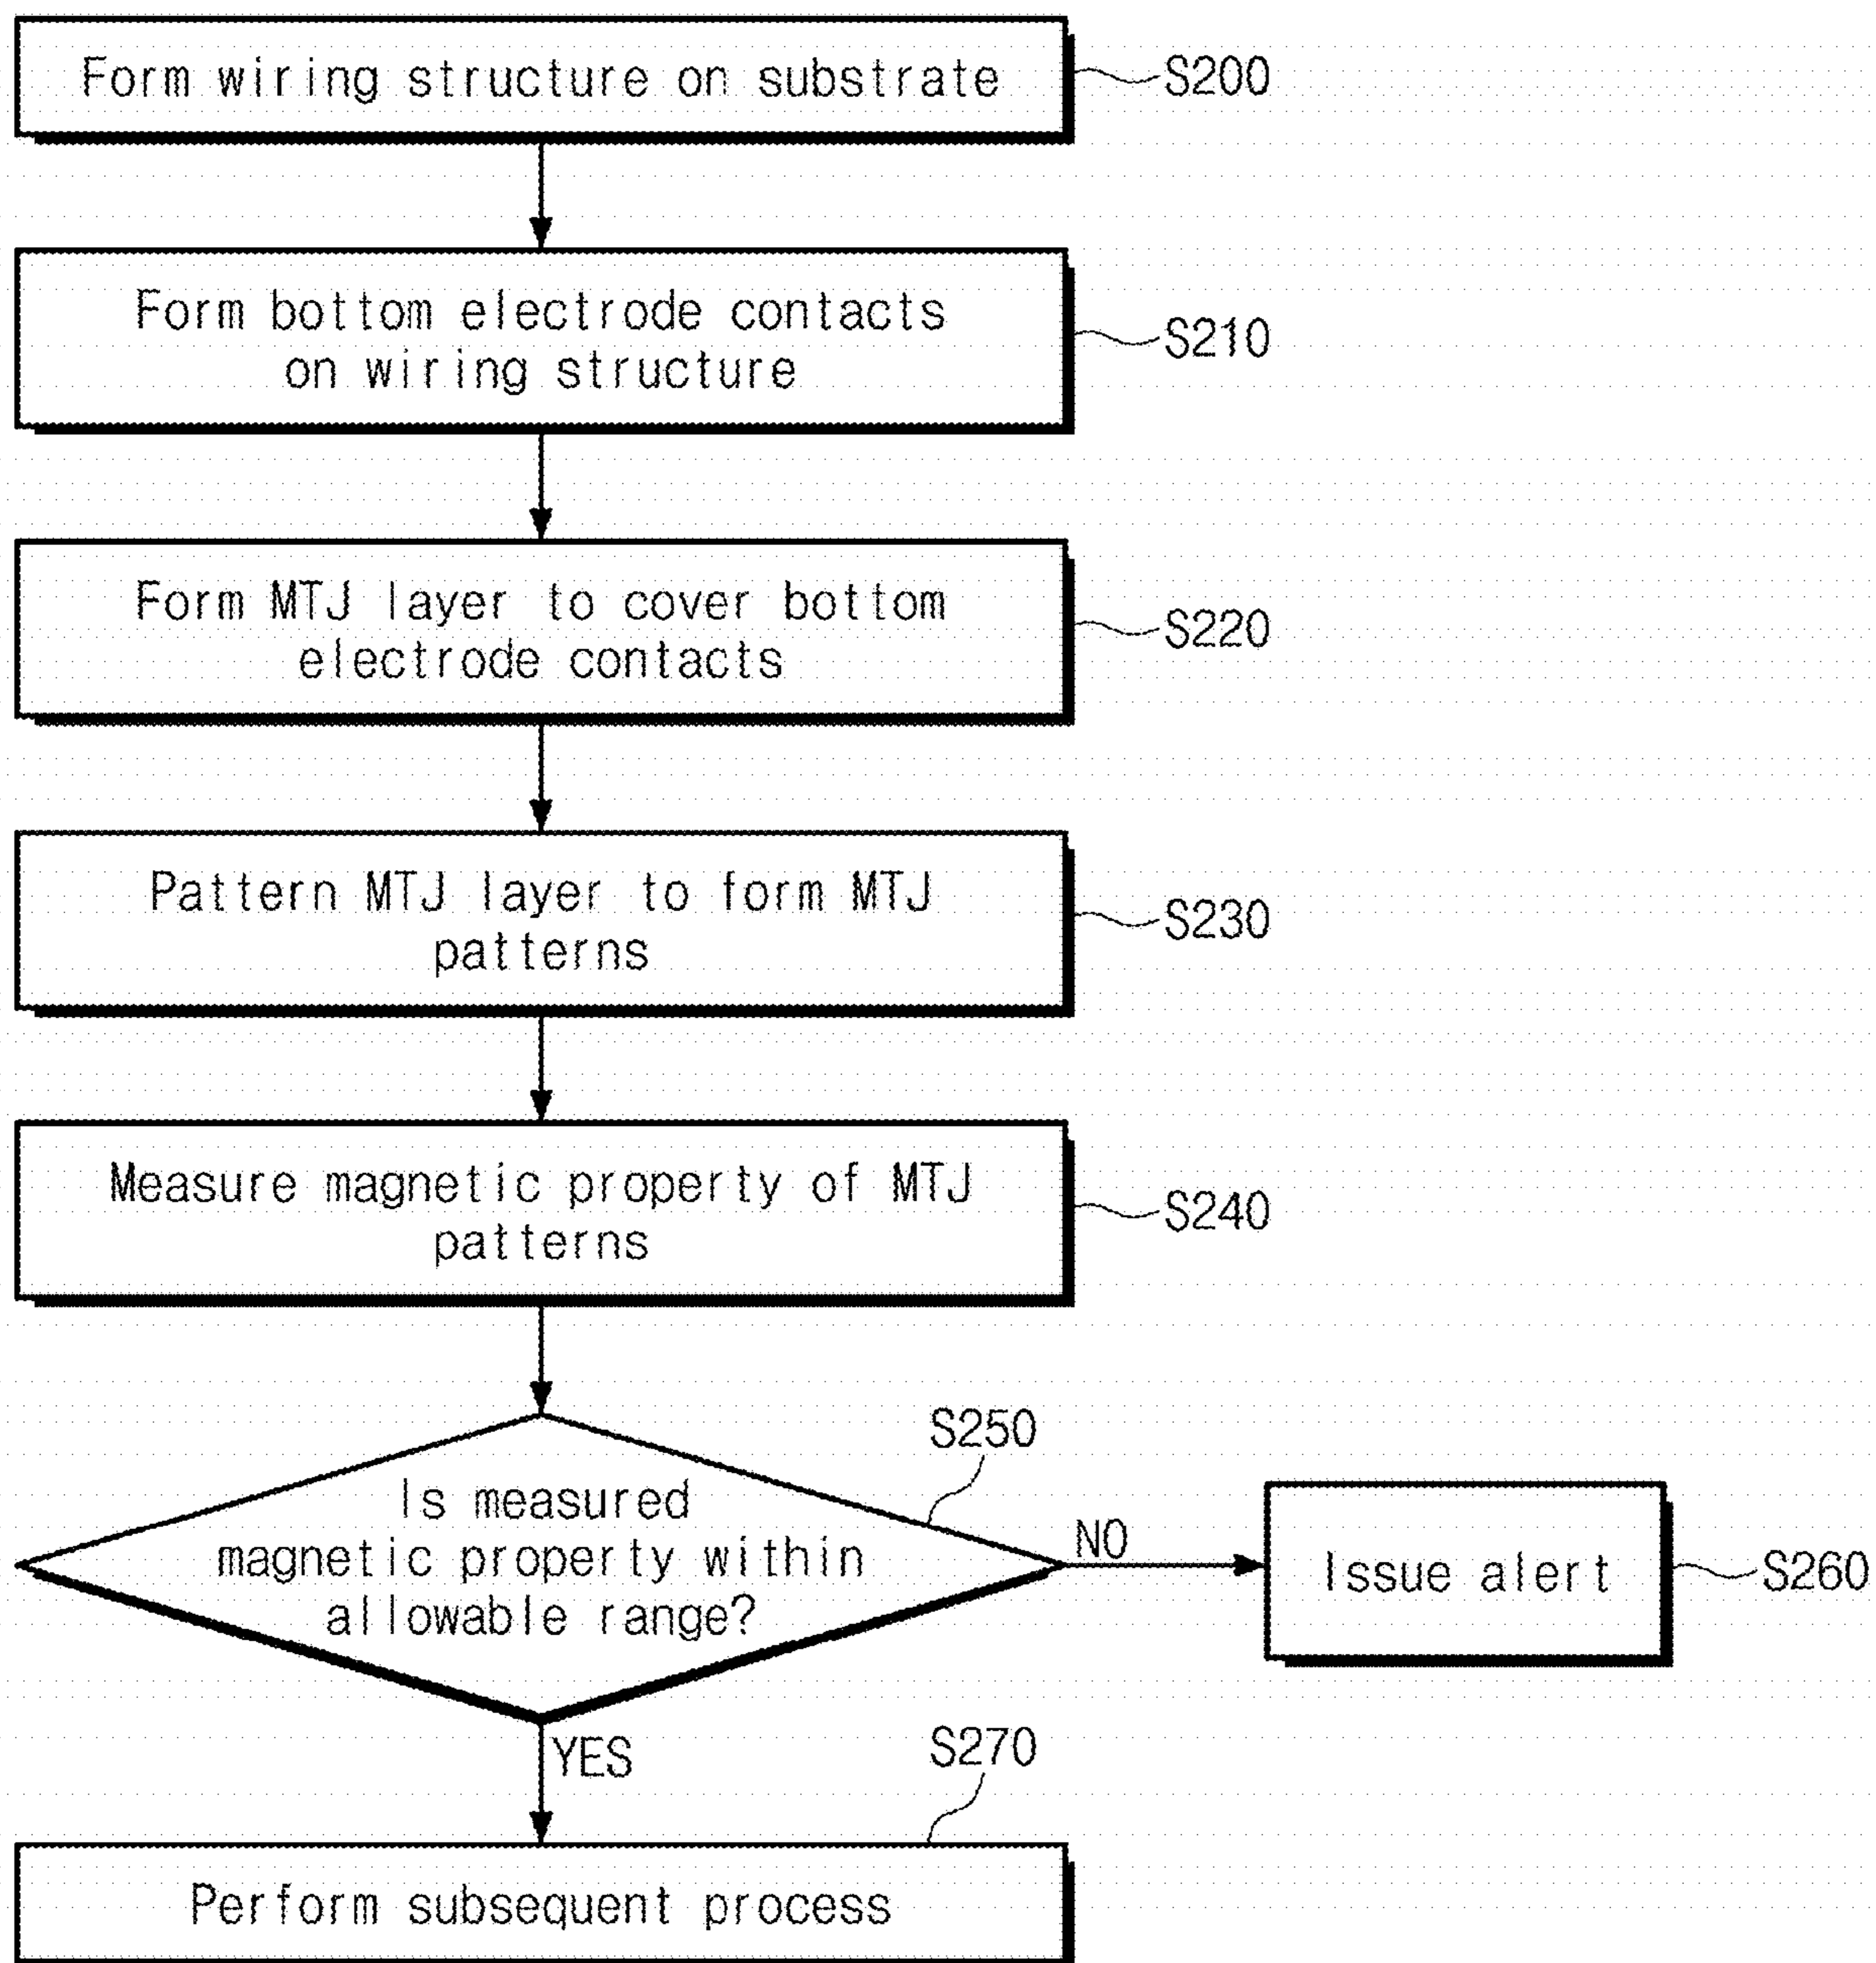 Form wiring structure on substrate
S200
Form bottom electrode contacts
on wiring structure
S210
Form MTJ layer to cover bottom
electrode contacts
S220
Pattern MTJ layer to form MTJ
patterns
S230
Measure magnetic property of MTJ
patterns
S240
S250
Is measured
magnetic property within
allowable range?
NO
Issue alert
S260
YES
S270
Perform subsequent process